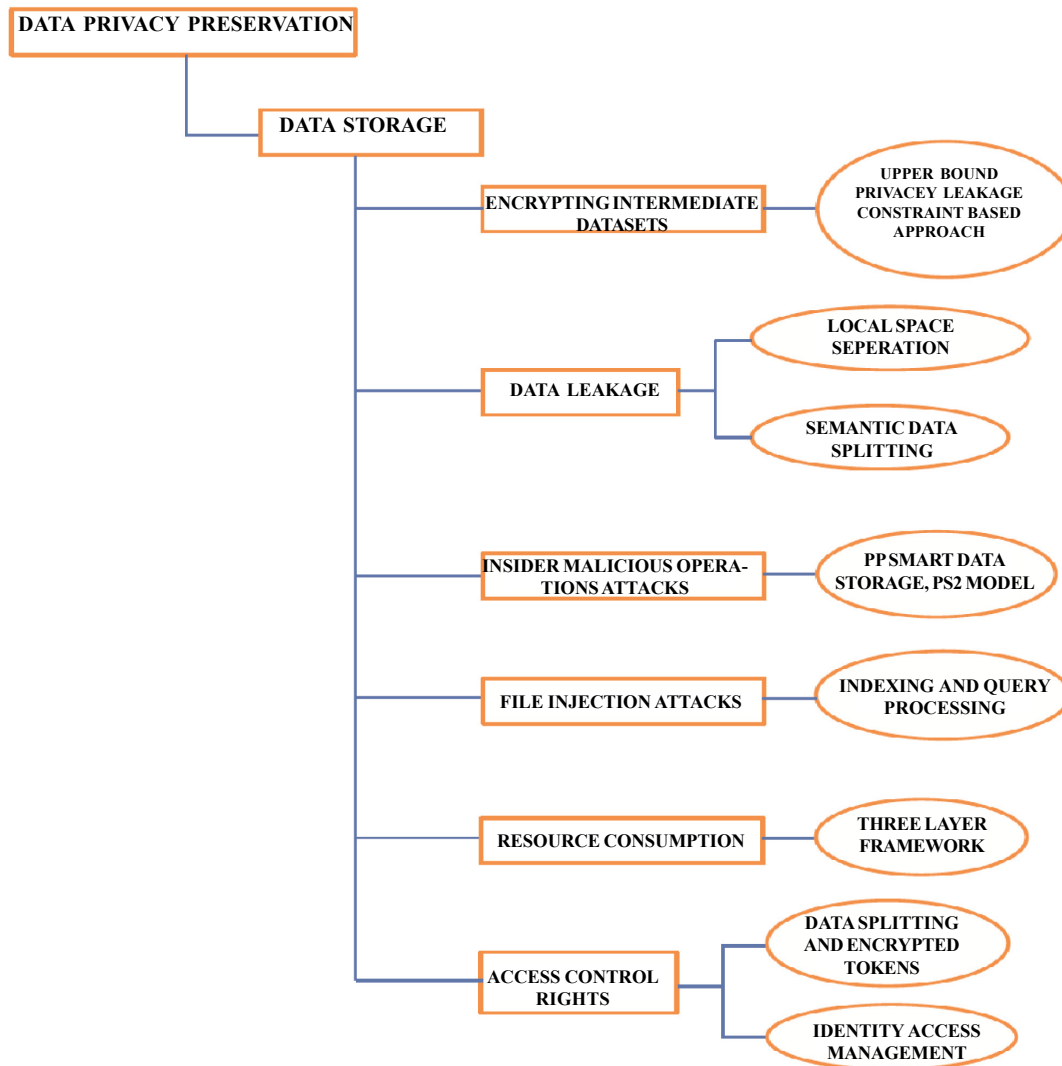 DATA PRIVACY PRESERVATION
DATA STORAGE
ENCRYPTING INTERMEDIATE
DATASETS
UPPER BOUND
PRIVACEY LEAKAGE
CONSTRAINT BASED
APPROACH
LOCAL SPACE
SEPERATION
DATA LEAKAGE
SEMANTIC DATA
SPLITTING
INSIDER MALICIOUS OPERA-
TIONS ATTACKS
PP SMART DATA
STORAGE, PS2 MODEL
FILE INJECTION ATTACKS
INDEXING AND QUERY
PROCESSING
RESOURCE CONSUMPTION
THREE LAYER
FRAMEWORK
DATA SPLITTING
AND ENCRYPTED
TOKENS
ACCESS CONTROL
RIGHTS
IDENTITY ACCESS
MANAGEMENT